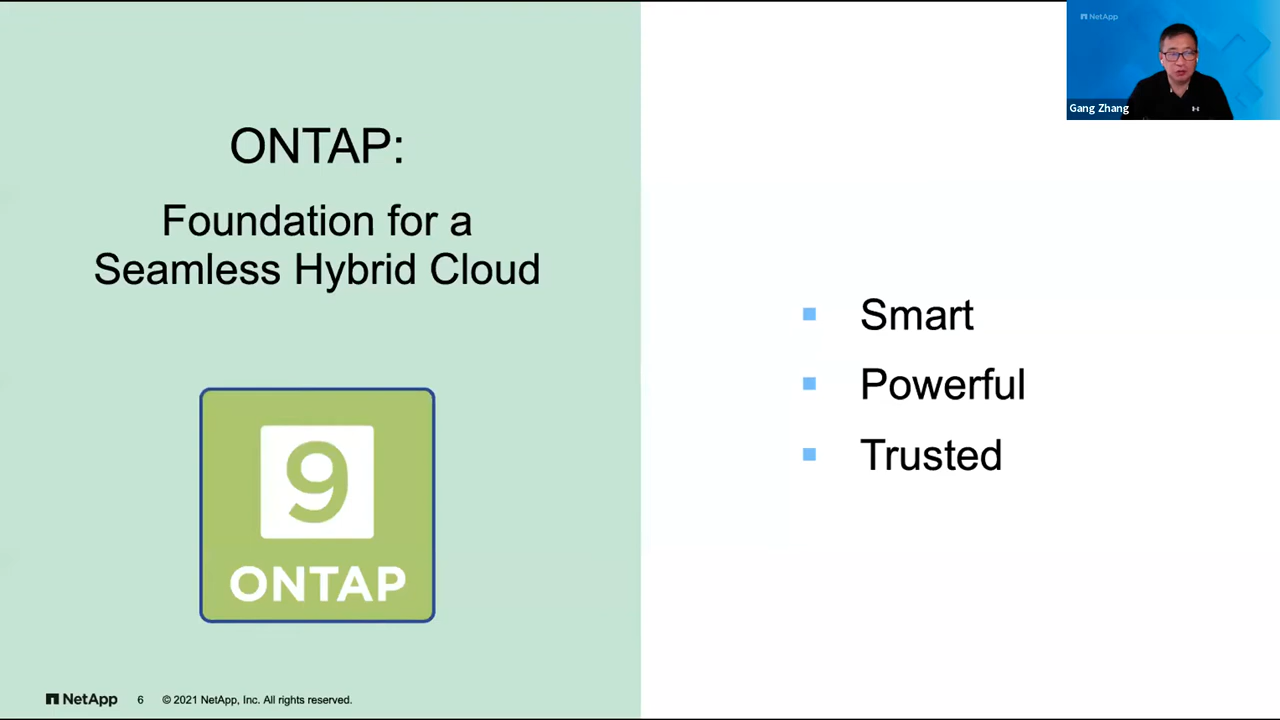 ONTAP:
Foundation for a
Seamless Hybrid Cloud
9
ONTAP
NetApp 6 © 2021 NetApp, Inc. All rights reserved.
Smart
Powerful
Trusted
NetApp
Gang Zhang